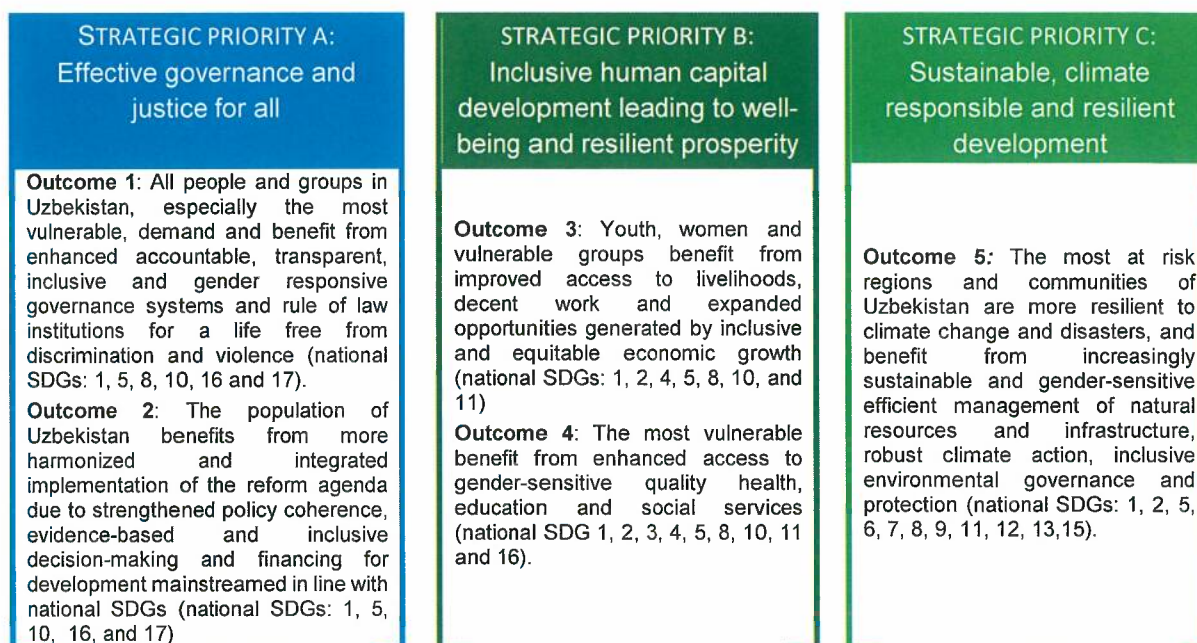 STRATEGIC PRIORITY A:
Effective governance and
justice for all
Outcome 1: All people and groups in
Uzbekistan, especially the most
vulnerable, demand and benefit from
enhanced accountable, transparent,
inclusive and gender responsive
governance systems and rule of law
institutions for a life free from
discrimination and violence (national
SDGs: 1, 5, 8, 10, 16 and 17).
Outcome 2: The population of
Uzbekistan benefits from more
harmonized and integrated
implementation of the reform agenda
due to strengthened policy coherence,
evidence-based and inclusive
decision-making and financing for
development mainstreamed in line with
national SDGs (national SDGs: 1, 5,
10, 16, and 17)
STRATEGIC PRIORITY B:
Inclusive human capital
development leading to well-
being and resilient prosperity
Outcome 3: Youth, women and
vulnerable groups benefit from
improved access to livelihoods,
decent work and expanded
opportunities generated by inclusive
and equitable economic growth
(national SDGs: 1, 2, 4, 5, 8, 10, and
11)
Outcome 4: The most vulnerable
benefit from enhanced access to
gender-sensitive quality health,
education and social services
(national SDG 1, 2, 3, 4, 5, 8, 10, 11
and 16).
STRATEGIC PRIORITY C:
Sustainable, climate
responsible and resilient
development
Outcome 5: The most at risk
regions and communities of
Uzbekistan are more resilient to
climate change and disasters, and
benefit from increasingly
sustainable and gender-sensitive
efficient management of natural
resources and infrastructure,
robust climate action, inclusive
environmental governance and
protection (national SDGs: 1, 2, 5,
6, 7, 8, 9, 11, 12, 13,15).